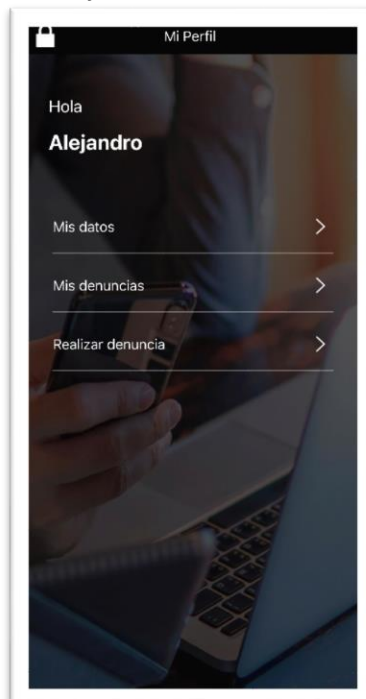 Mi Perfil
Hola
Alejandro
Mis datos
Mis denuncias
Realizar denuncia